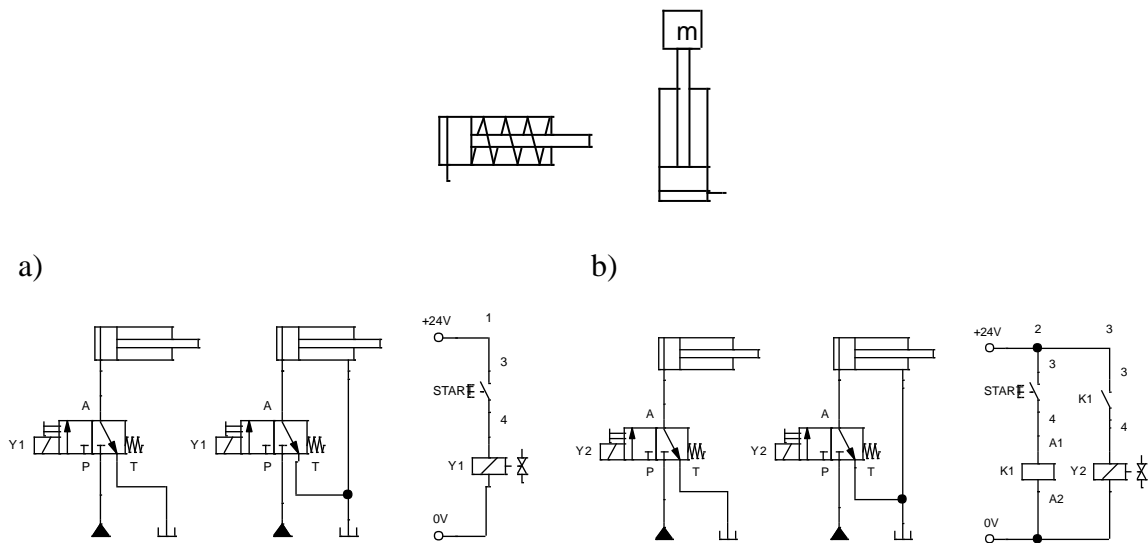 m
a)
b)
+24V 1
3
START
4
A A
Y1 Y1
P T P T
Y1
0V
+24V 2 3
3 3
START K1
4 4
A1
A A
Y2 Y2
P T P T
K1 Y2
A2
0V